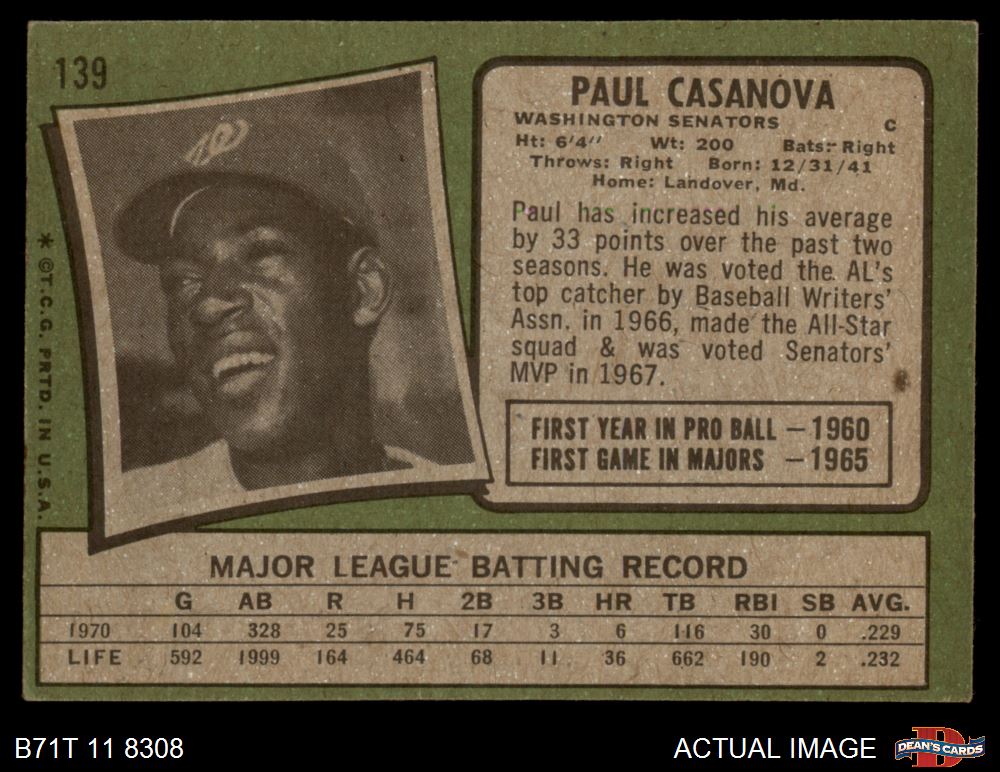 139
PAUL CASANOVA
WASHINGTON SENATORS C
Ht: 6'4" Wt: 200 Bats: Right
Throws: Right Born: 12/31/41
Home: Landover, Md.
Paul has increased his average
by 33 points over the past two
seasons. He was voted the AL's
top catcher by Baseball Writers'
Assn. in 1966, made the All-Star
squad & was voted Senators'
MVP in 1967.
FIRST YEAR IN PRO BALL — 1960
FIRST GAME IN MAJORS — 1965
* © T.C.G. PRTD. IN U.S.A.
MAJOR LEAGUE BATTING RECORD
G AB R H 2B 3B HR TB RBI SB AVG.
1970 104 328 25 75 17 3 6 116 30 0 .229
LIFE 592 1999 164 464 68 11 36 662 190 2 .232
B71T 11 8308
ACTUAL IMAGE
DEAN'S CARDS